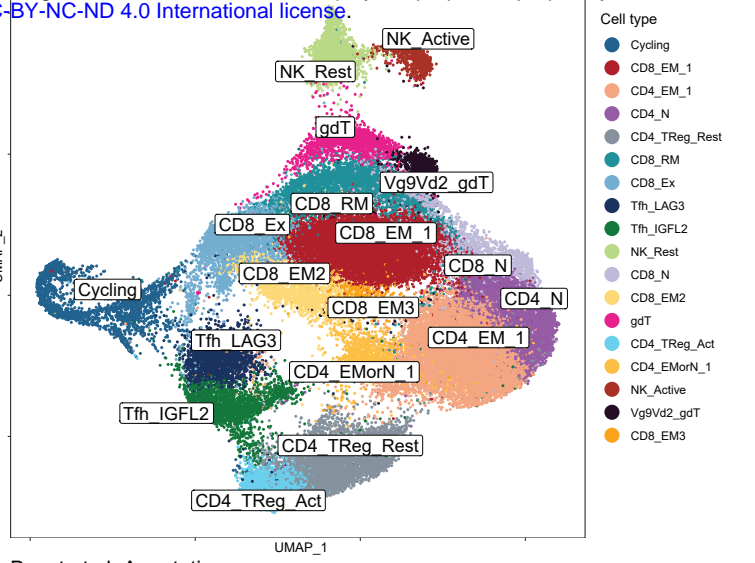 CC-BY-NC-ND 4.0 International license.
Cell type
Cycling
CD8_EM_1
CD4_EM_1
CD4_N
CD4_TReg_Rest
CD8_RM
CD8_Ex
Tfh_LAG3
Tfh_IGFL2
NK_Rest
CD8_N
CD8_EM2
gdT
CD4_TReg_Act
CD4_EMorN_1
NK_Active
Vg9Vd2_gdT
CD8_EM3
NK_Active
NK_Rest
gdT
Vg9Vd2_gdT
CD8_RM
CD8_Ex
CD8_EM_1
CD8_N
CD8_EM2
Cycling
CD4_N
CD8_EM3
CD4_EM_1
Tfh_LAG3
CD4_EMorN_1
Tfh_IGFL2
CD4_TReg_Rest
CD4_TReg_Act
UMAP_1